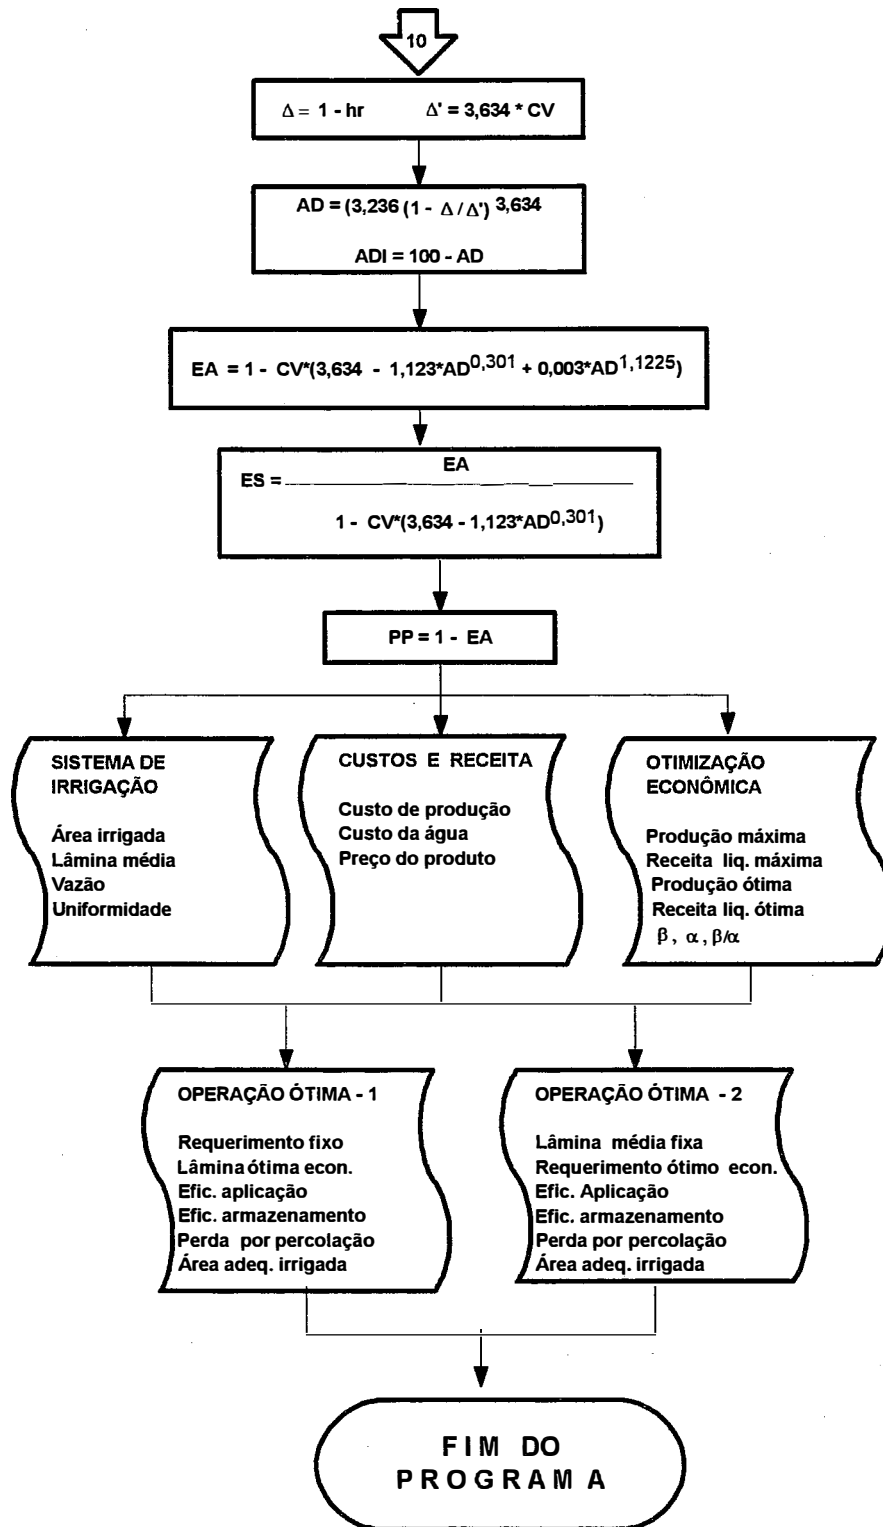 10
Δ = 1 - hr Δ' = 3,634 * CV
AD = (3,236 (1 - Δ / Δ') 3,634
ADI = 100 - AD
EA = 1 - CV*(3,634 - 1,123*AD0,301 + 0,003*AD1,1225)
EA
ES =
1 - CV*(3,634 - 1,123*AD0,301)
PP = 1 - EA
SISTEMA DE
IRRIGAÇÃO
Área irrigada
Lâmina média
Vazão
Uniformidade
CUSTOS E RECEITA
Custo de produção
Custo da água
Preço do produto
OTIMIZAÇÃO
ECONÔMICA
Produção máxima
Receita liq. máxima
Produção ótima
Receita liq. ótima
β , α , β/α
OPERAÇÃO ÓTIMA - 1
Requerimento fixo
Lâmina ótima econ.
Efic. aplicação
Efic. armazenamento
Perda por percolação
Área adeq. irrigada
OPERAÇÃO ÓTIMA - 2
Lâmina média fixa
Requerimento ótimo econ.
Efic. Aplicação
Efic. armazenamento
Perda por percolação
Área adeq. irrigada
FIM DO
PROGRAMA